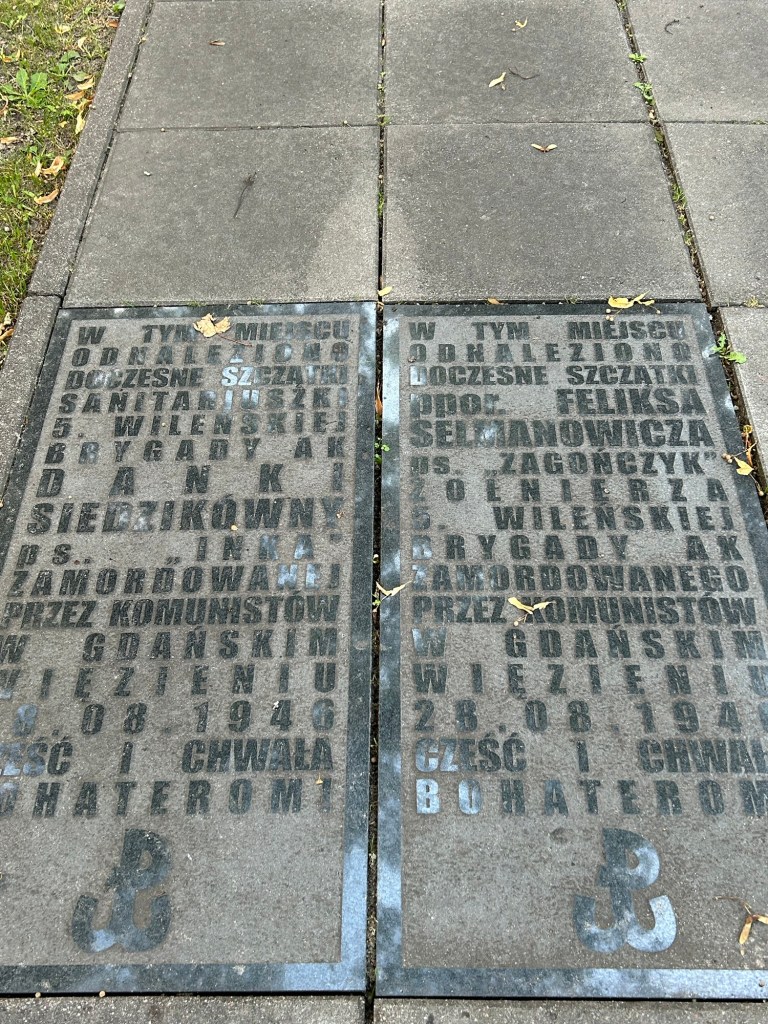 W TYM MIEJSCU
ODNALEZIONO
DOCZESNE SZCZĄTKI
SANITARIUSZKI
5. WILEŃSKIEJ
BRYGADY AK
DANKI
SIEDZIKÓWNY
ps. „INKA"
ZAMORDOWANEJ
PRZEZ KOMUNISTÓW
W GDAŃSKIM
WIĘZIENIU
28.08.1946
CZEŚĆ I CHWAŁA
BOHATEROM!
W TYM MIEJSCU
ODNALEZIONO
DOCZESNE SZCZĄTKI
ppor. FELIKSA
SELMANOWICZA
ps. „ZAGOŃCZYK"
ŻOŁNIERZA
5. WILEŃSKIEJ
BRYGADY AK
ZAMORDOWANEGO
PRZEZ KOMUNISTÓW
W GDAŃSKIM
WIĘZIENIU
28.08.1946
CZEŚĆ I CHWAŁA
BOHATEROM